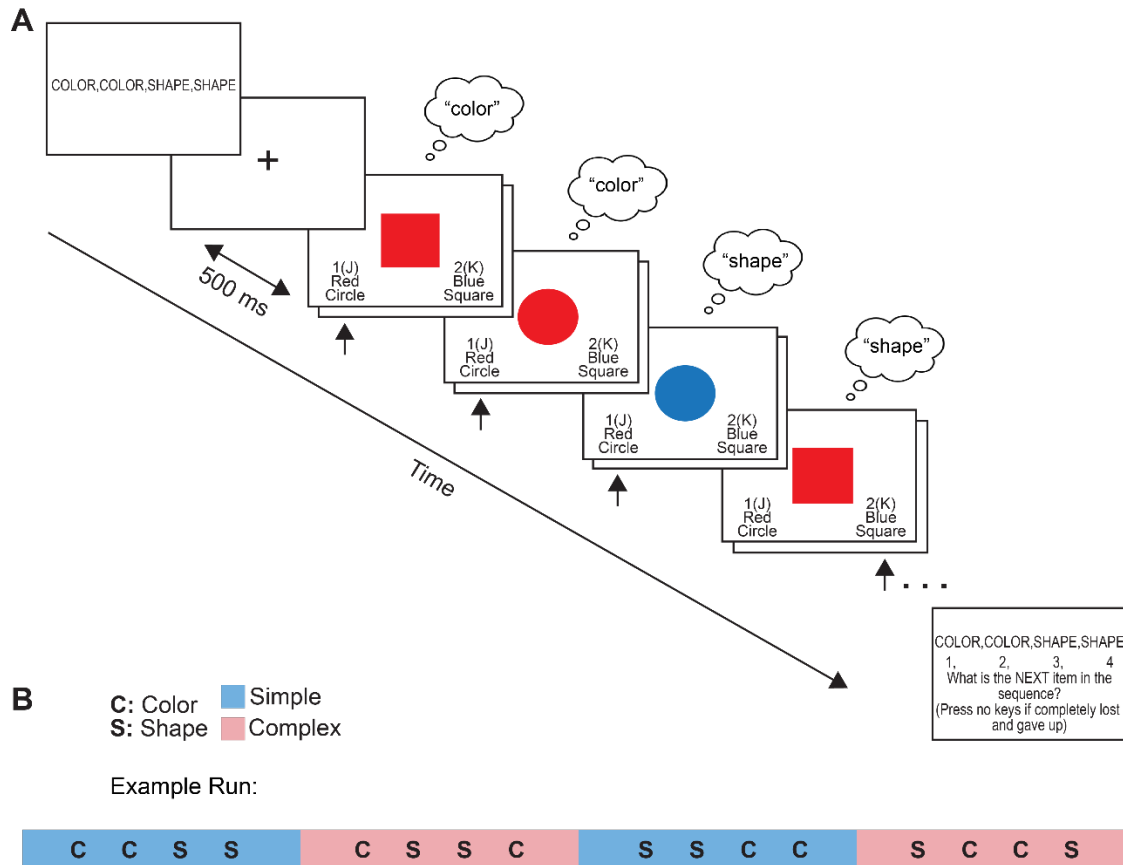 A
COLOR,COLOR,SHAPE,SHAPE
+
500 ms
"color"
1(J)
Red
Circle
2(K)
Blue
Square
"color"
1(J)
Red
Circle
2(K)
Blue
Square
"shape"
1(J)
Red
Circle
2(K)
Blue
Square
"shape"
1(J)
Red
Circle
2(K)
Blue
Square
. . .
Time
COLOR,COLOR,SHAPE,SHAPE
1, 2, 3, 4
What is the NEXT item in the
sequence?
(Press no keys if completely lost
and gave up)
B
C: Color
S: Shape
Simple
Complex
Example Run:
C C S S C S S C S S C C S C C S